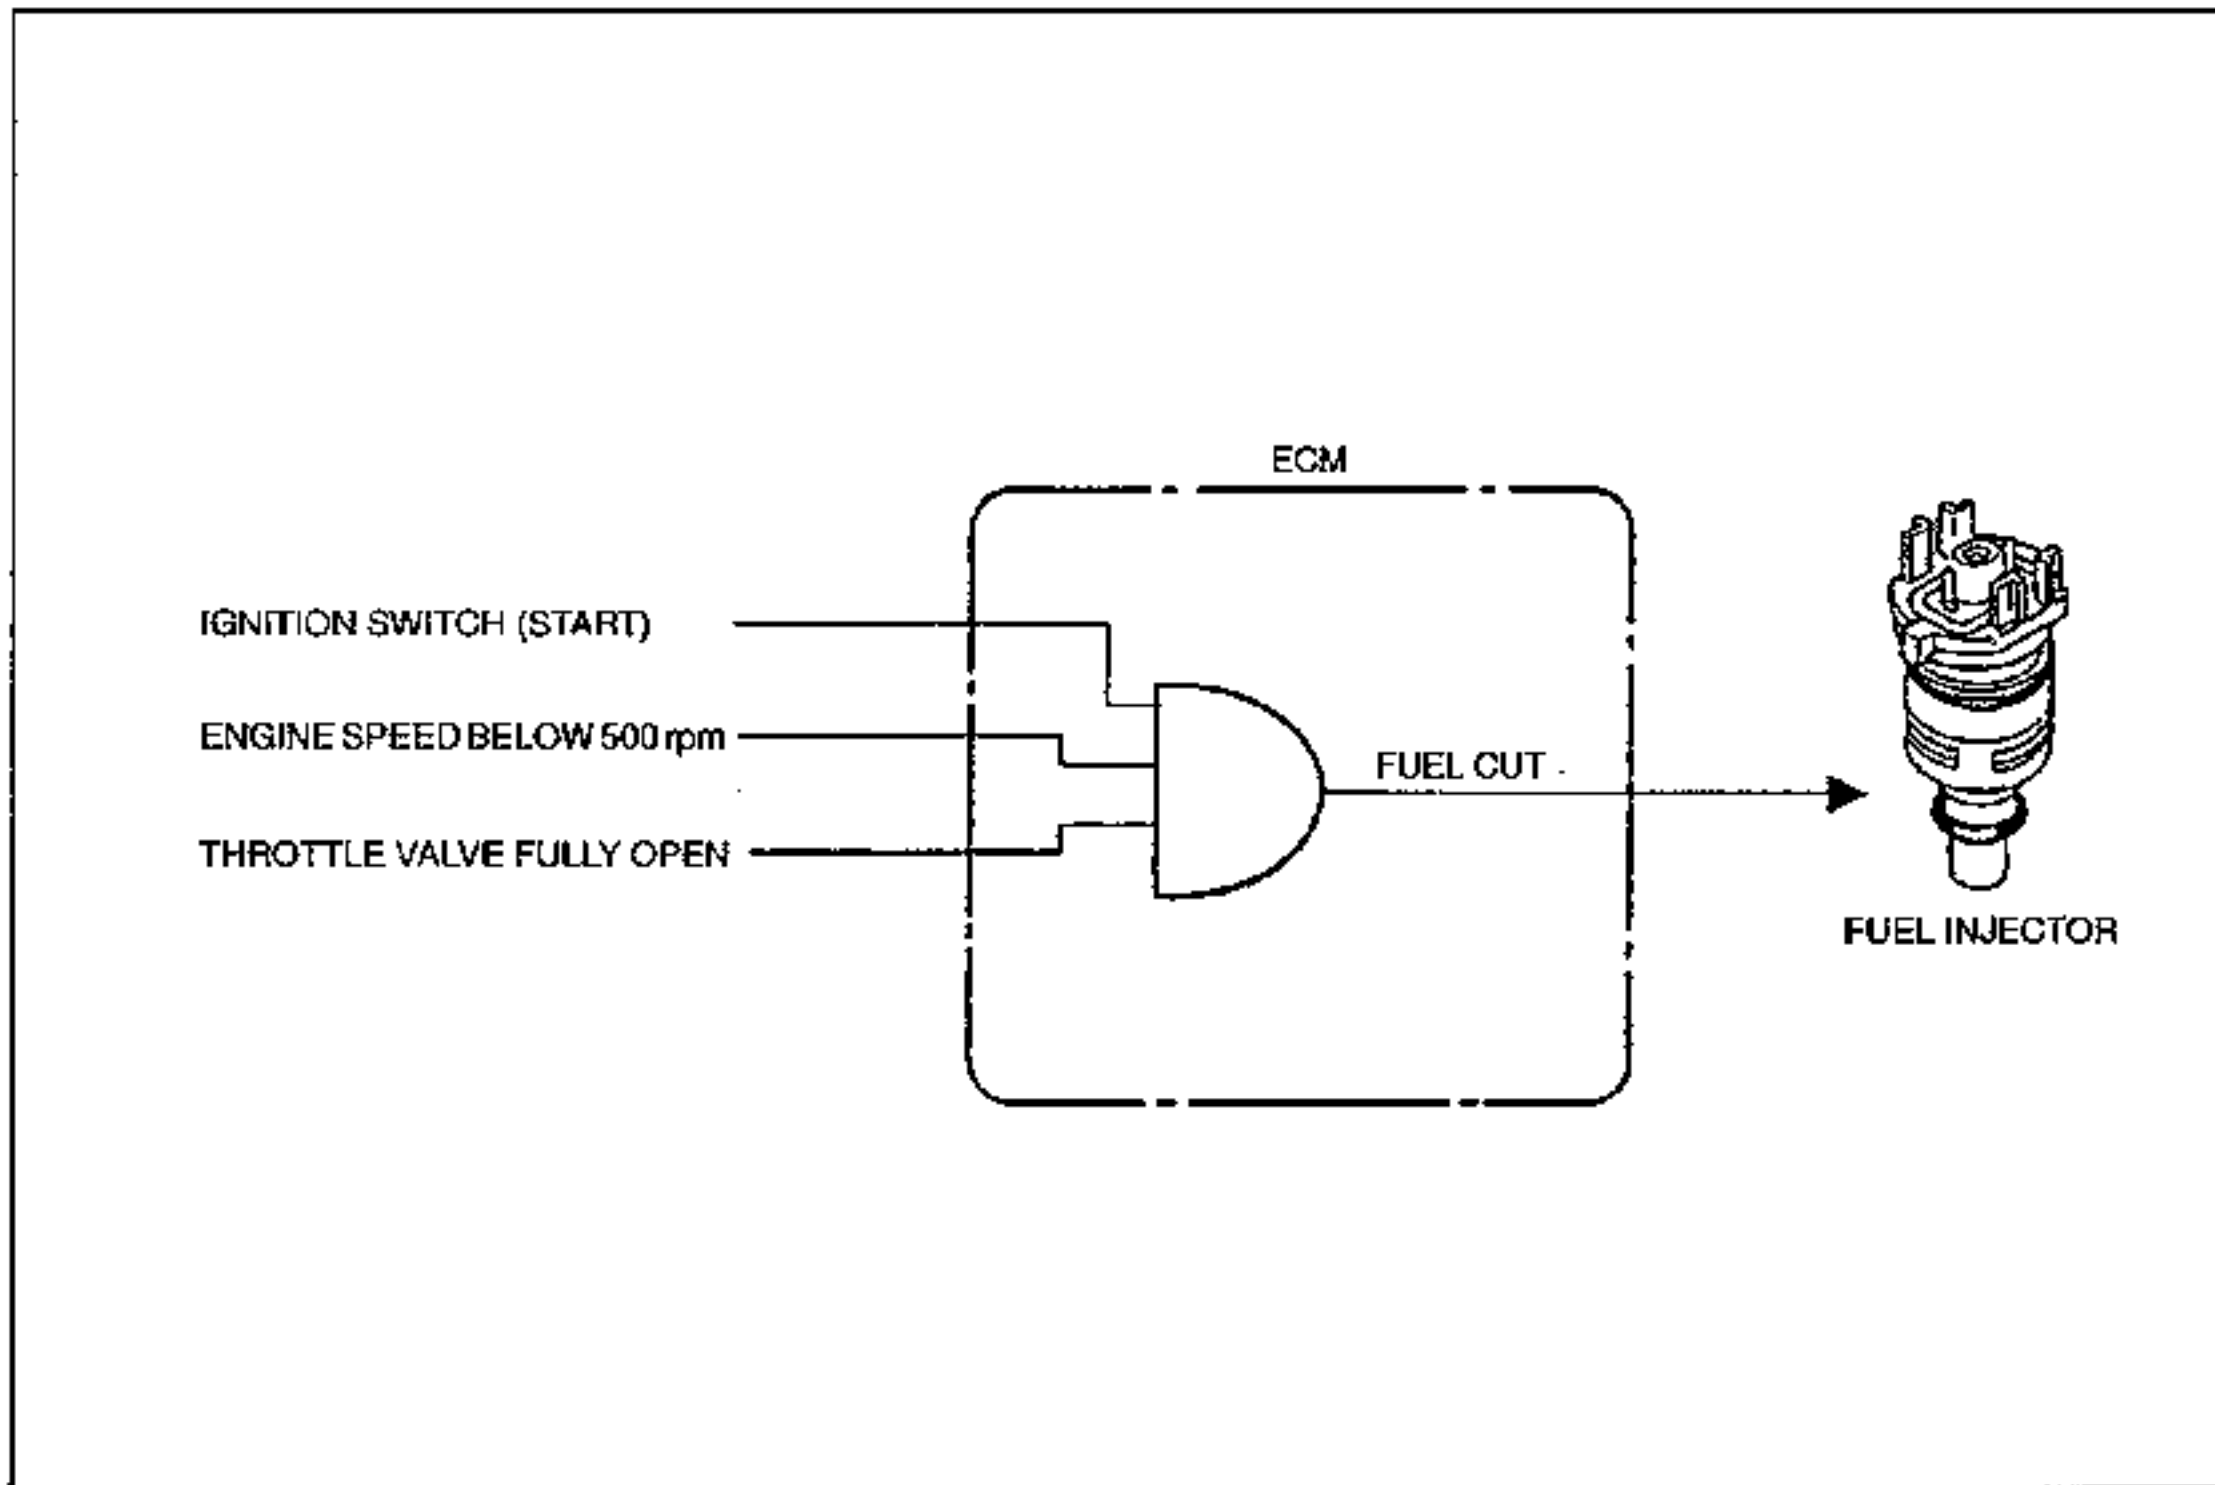 ECM
IGNITION SWITCH (START)
ENGINE SPEED BELOW 500 rpm
FUEL CUT
THROTTLE VALVE FULLY OPEN
FUEL INJECTOR